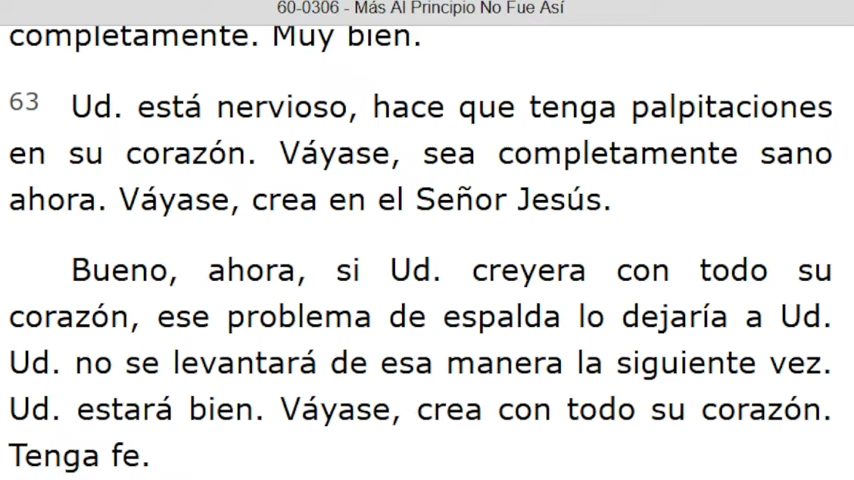 60-0306 - Más Al Principio No Fue Así
completamente. Muy bien.
63 Ud. está nervioso, hace que tenga palpitaciones
en su corazón. Váyase, sea completamente sano
ahora. Váyase, crea en el Señor Jesús.
Bueno, ahora, si Ud. creyera con todo su
corazón, ese problema de espalda lo dejaría a Ud.
Ud. no se levantará de esa manera la siguiente vez.
Ud. estará bien. Váyase, crea con todo su corazón.
Tenga fe.